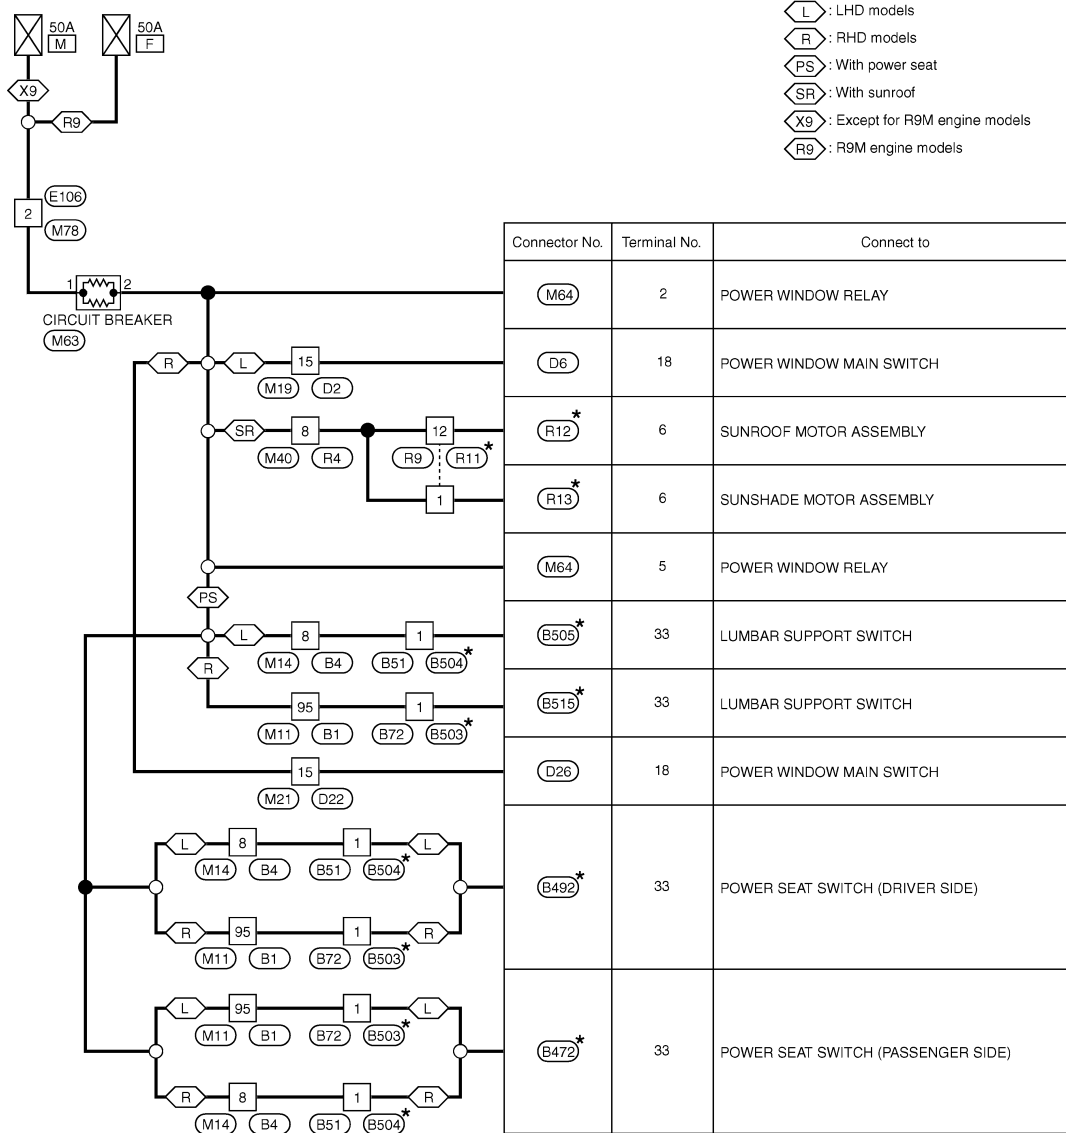 50A
M
50A
F
X9
R9
L : LHD models
R : RHD models
PS : With power seat
SR : With sunroof
X9 : Except for R9M engine models
R9 : R9M engine models
2
E106
M78
1
2
CIRCUIT BREAKER
M63
Connector No. Terminal No. Connect to
M64 2 POWER WINDOW RELAY
R L 15
M19 D2
D6 18 POWER WINDOW MAIN SWITCH
SR 8 12
M40 R4 R9 R11*
R12* 6 SUNROOF MOTOR ASSEMBLY
1
R13* 6 SUNSHADE MOTOR ASSEMBLY
M64 5 POWER WINDOW RELAY
PS
L 8 1
M14 B4 B51 B504*
B505* 33 LUMBAR SUPPORT SWITCH
R
95 1
M11 B1 B72 B503*
B515* 33 LUMBAR SUPPORT SWITCH
15
M21 D22
D26 18 POWER WINDOW MAIN SWITCH
L 8 1 L
M14 B4 B51 B504*
B492* 33 POWER SEAT SWITCH (DRIVER SIDE)
R 95 1 R
M11 B1 B72 B503*
L 95 1 L
M11 B1 B72 B503*
B472* 33 POWER SEAT SWITCH (PASSENGER SIDE)
R 8 1 R
M14 B4 B51 B504*